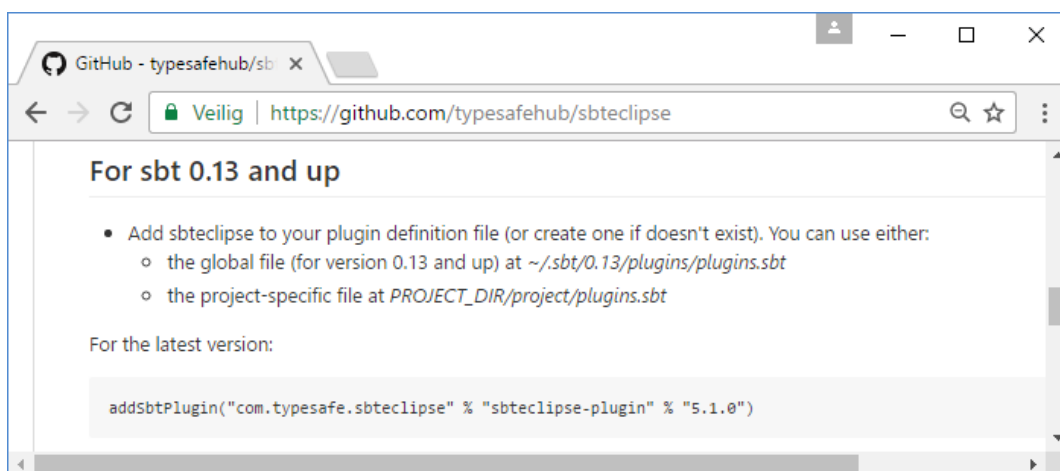 GitHub - typesafehub/sb
Veilig | https://github.com/typesafehub/sbteclipse
For sbt 0.13 and up
• Add sbteclipse to your plugin definition file (or create one if doesn't exist). You can use either:
○ the global file (for version 0.13 and up) at ~/.sbt/0.13/plugins/plugins.sbt
○ the project-specific file at PROJECT_DIR/project/plugins.sbt
For the latest version:
addSbtPlugin("com.typesafe.sbteclipse" % "sbteclipse-plugin" % "5.1.0")